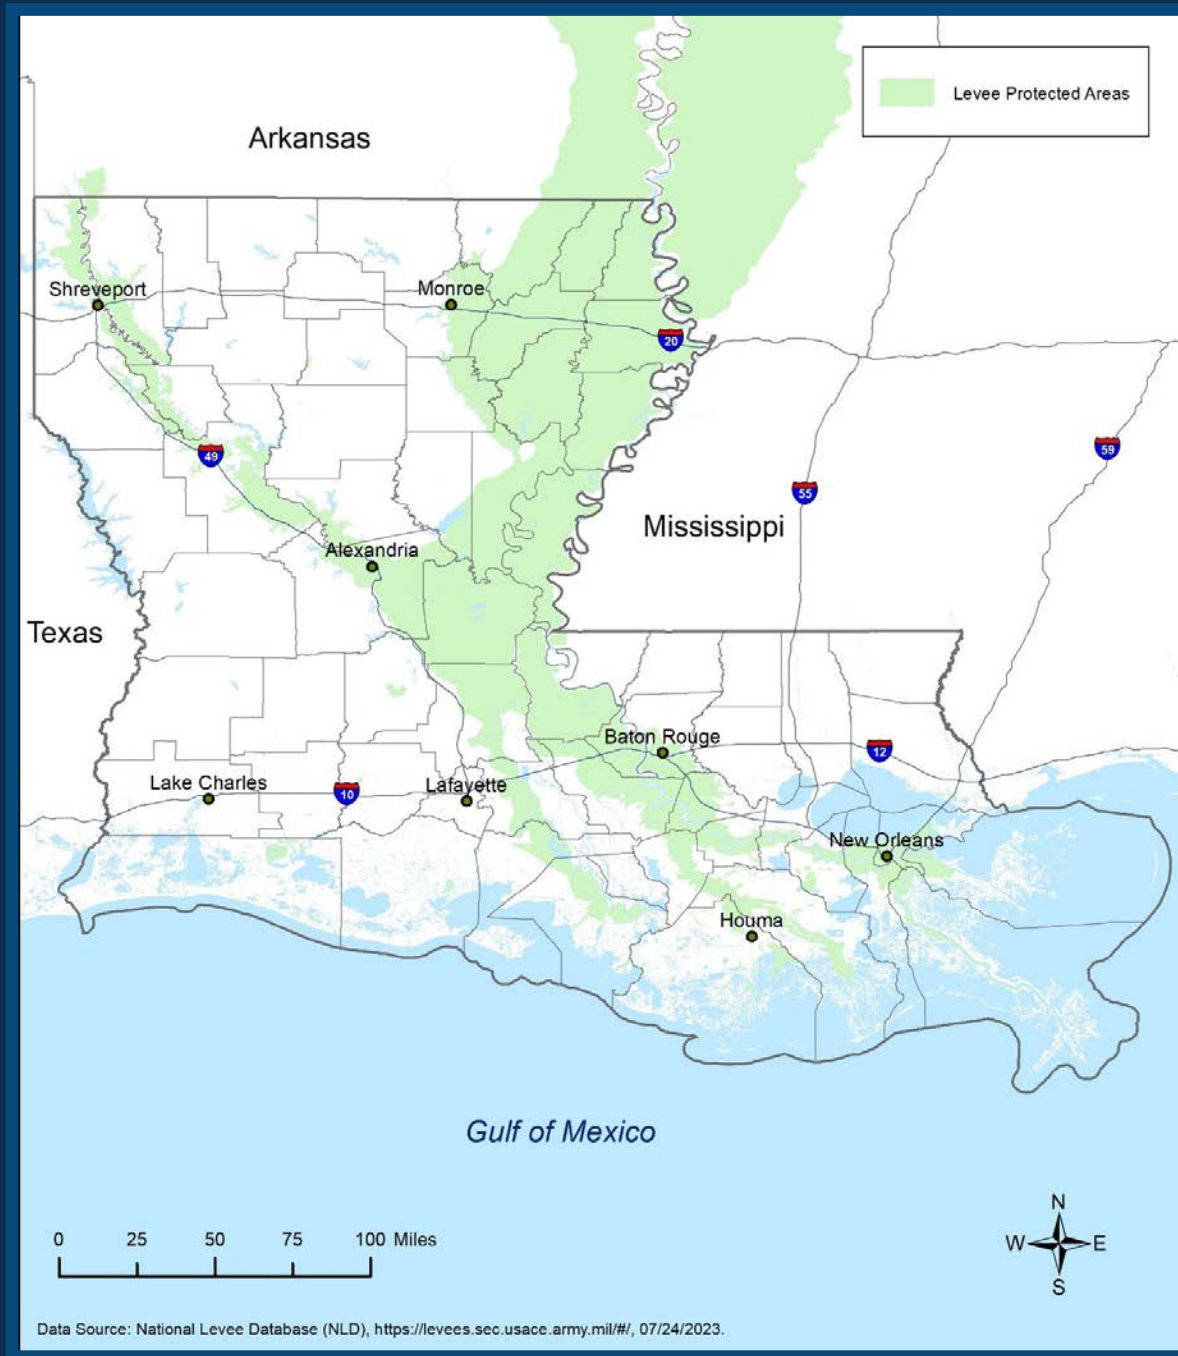 Levee Protected Areas
Arkansas
Shreveport
Monroe
20
49
59
55
Mississippi
Alexandria
Texas
Baton Rouge
12
Lake Charles
Lafayette
10
New Orleans
Houma
Gulf of Mexico
N
W E
S
0 25 50 75 100 Miles
Data Source: National Levee Database (NLD), https://levees.sec.usace.army.mil/#/, 07/24/2023.